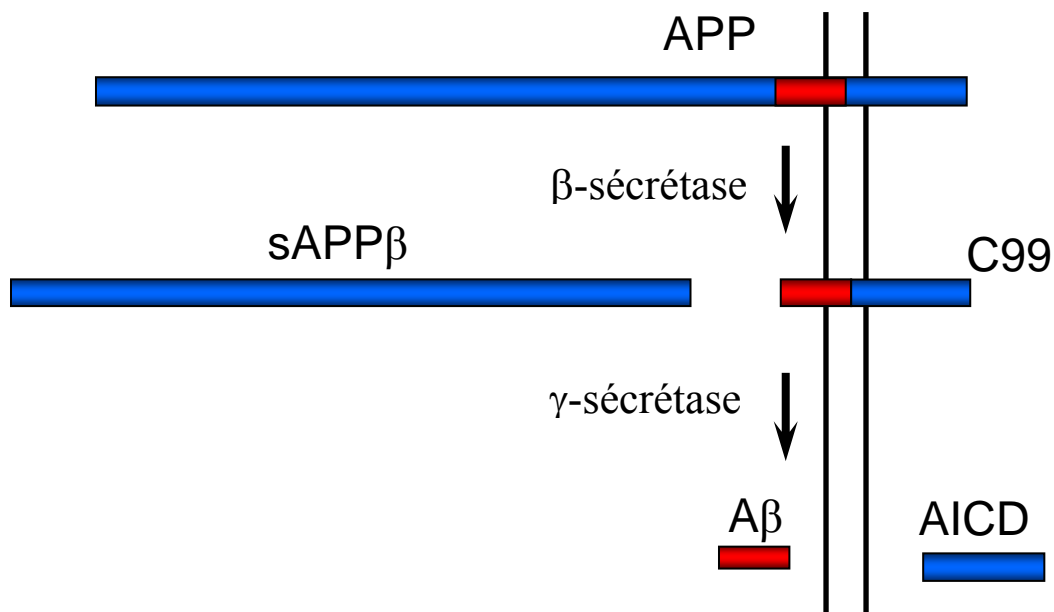 APP
β-sécrétase
sAPPβ
C99
γ-sécrétase
Aβ
AICD